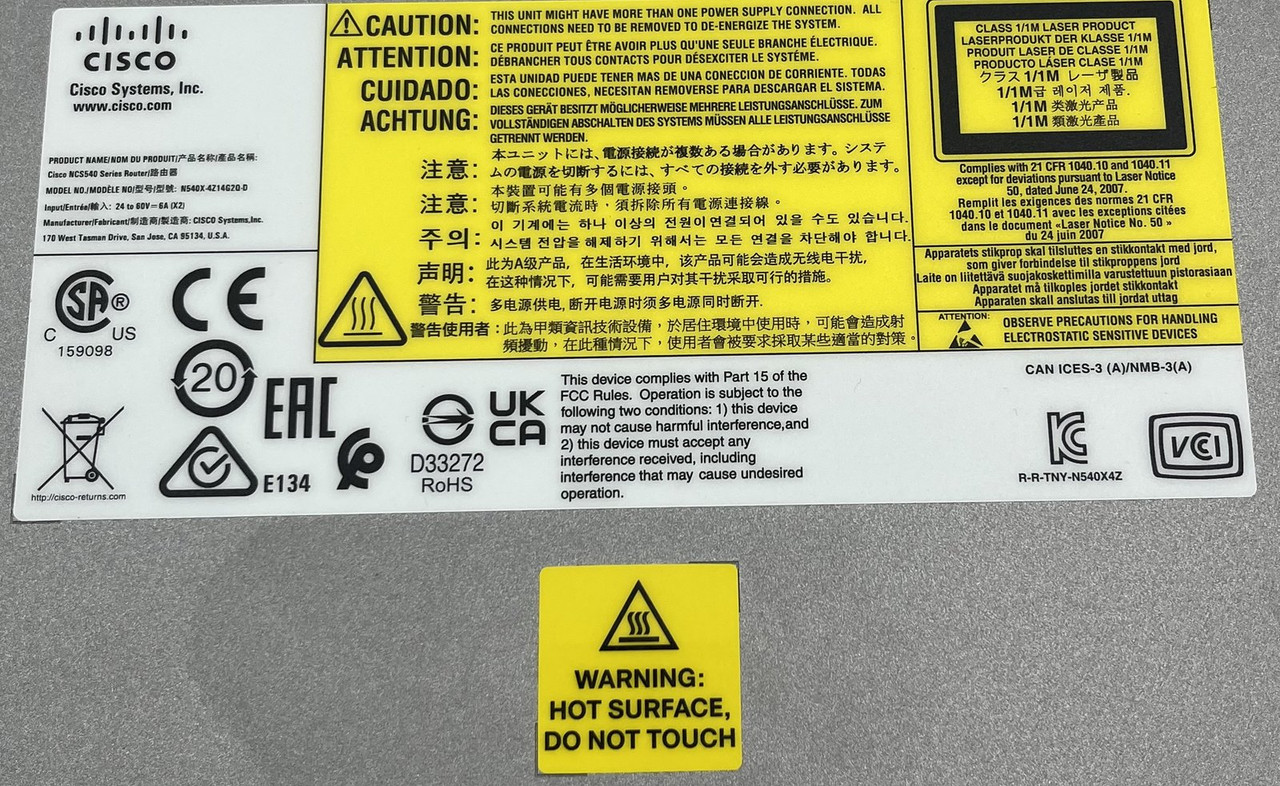 CISCO
Cisco Systems, Inc.
www.cisco.com
PRODUCT NAME/NOM DU PRODUIT/产品名称/產品名稱:
Cisco NCS540 Series Router/路由器
MODEL NO./MODÈLE NO/型号/型號: N540X-4Z14G2Q-D
Input/Entrée/輸入: 24 to 60V⎓6A (X2)
Manufacturer/Fabricant/制造商/製造商: CISCO Systems,Inc.
170 West Tasman Drive, San Jose, CA 95134, U.S.A.
CAUTION: THIS UNIT MIGHT HAVE MORE THAN ONE POWER SUPPLY CONNECTION. ALL
CONNECTIONS NEED TO BE REMOVED TO DE-ENERGIZE THE SYSTEM.
ATTENTION: CE PRODUIT PEUT ÊTRE AVOIR PLUS QU'UNE SEULE BRANCHE ÉLECTRIQUE.
DÉBRANCHER TOUS CONTACTS POUR DÉSEXCITER LE SYSTÉME.
CUIDADO: ESTA UNIDAD PUEDE TENER MAS DE UNA CONECCION DE CORRIENTE. TODAS
LAS CONECCIONES, NECESITAN REMOVERSE PARA DESCARGAR EL SISTEMA.
ACHTUNG: DIESES GERÄT BESITZT MÖGLICHERWEISE MEHRERE LEISTUNGSANSCHLÜSSE. ZUM
VOLLSTÄNDIGEN ABSCHALTEN DES SYSTEMS MÜSSEN ALLE LEISTUNGSANSCHLÜSSE
GETRENNT WERDEN.
注意: 本ユニットには、電源接続が複数ある場合があります。システ
ムの電源を切断するには、すべての接続を外す必要があります。
注意: 本裝置可能有多個電源接頭。
切斷系統電流時，須拆除所有電源連接線。
주의: 이 기계에는 하나 이상의 전원이연결되어 있을 수도 있습니다.
시스템 전압을 해제하기 위해서는 모든 연결을 차단해야 합니다.
声明: 此为A级产品，在生活环境中，该产品可能会造成无线电干扰，
在这种情况下，可能需要用户对其干扰采取可行的措施。
警告: 多电源供电, 断开电源时须多电源同时断开.
警告使用者: 此為甲類資訊技術設備，於居住環境中使用時，可能會造成射
頻擾動，在此種情況下，使用者會被要求採取某些適當的對策。
CLASS 1/1M LASER PRODUCT
LASERPRODUKT DER KLASSE 1/1M
PRODUIT LASER DE CLASSE 1/1M
PRODUCTO LÁSER CLASE 1/1M
クラス 1/1M レーザ製品
1/1M급 레이저 제품.
1/1M 类激光产品
1/1M 類激光產品
Complies with 21 CFR 1040.10 and 1040.11
except for deviations pursuant to Laser Notice
50, dated June 24, 2007.
Remplit les exigences des normes 21 CFR
1040.10 et 1040.11 avec les exceptions citées
dans le document «Laser Notice No. 50 »
du 24 juin 2007
Apparatets stikprop skal tilsluttes en stikkontakt med jord,
som giver forbindelse til stikproppens jord
Laite on liitettävä suojakoskettimilla varustettuun pistorasiaan
Apparatet må tilkoples jordet stikkontakt
Apparaten skall anslutas till jordat uttag
ATTENTION:
OBSERVE PRECAUTIONS FOR HANDLING
ELECTROSTATIC SENSITIVE DEVICES
SA ®
C US
159098
CE
20
EAC
http://cisco-returns.com
E134
D33272
RoHS
UK
CA
This device complies with Part 15 of the
FCC Rules. Operation is subject to the
following two conditions: 1) this device
may not cause harmful interference,and
2) this device must accept any
interference received, including
interference that may cause undesired
operation.
CAN ICES-3 (A)/NMB-3(A)
KC
R-R-TNY-N540X4Z
VCI
WARNING:
HOT SURFACE,
DO NOT TOUCH